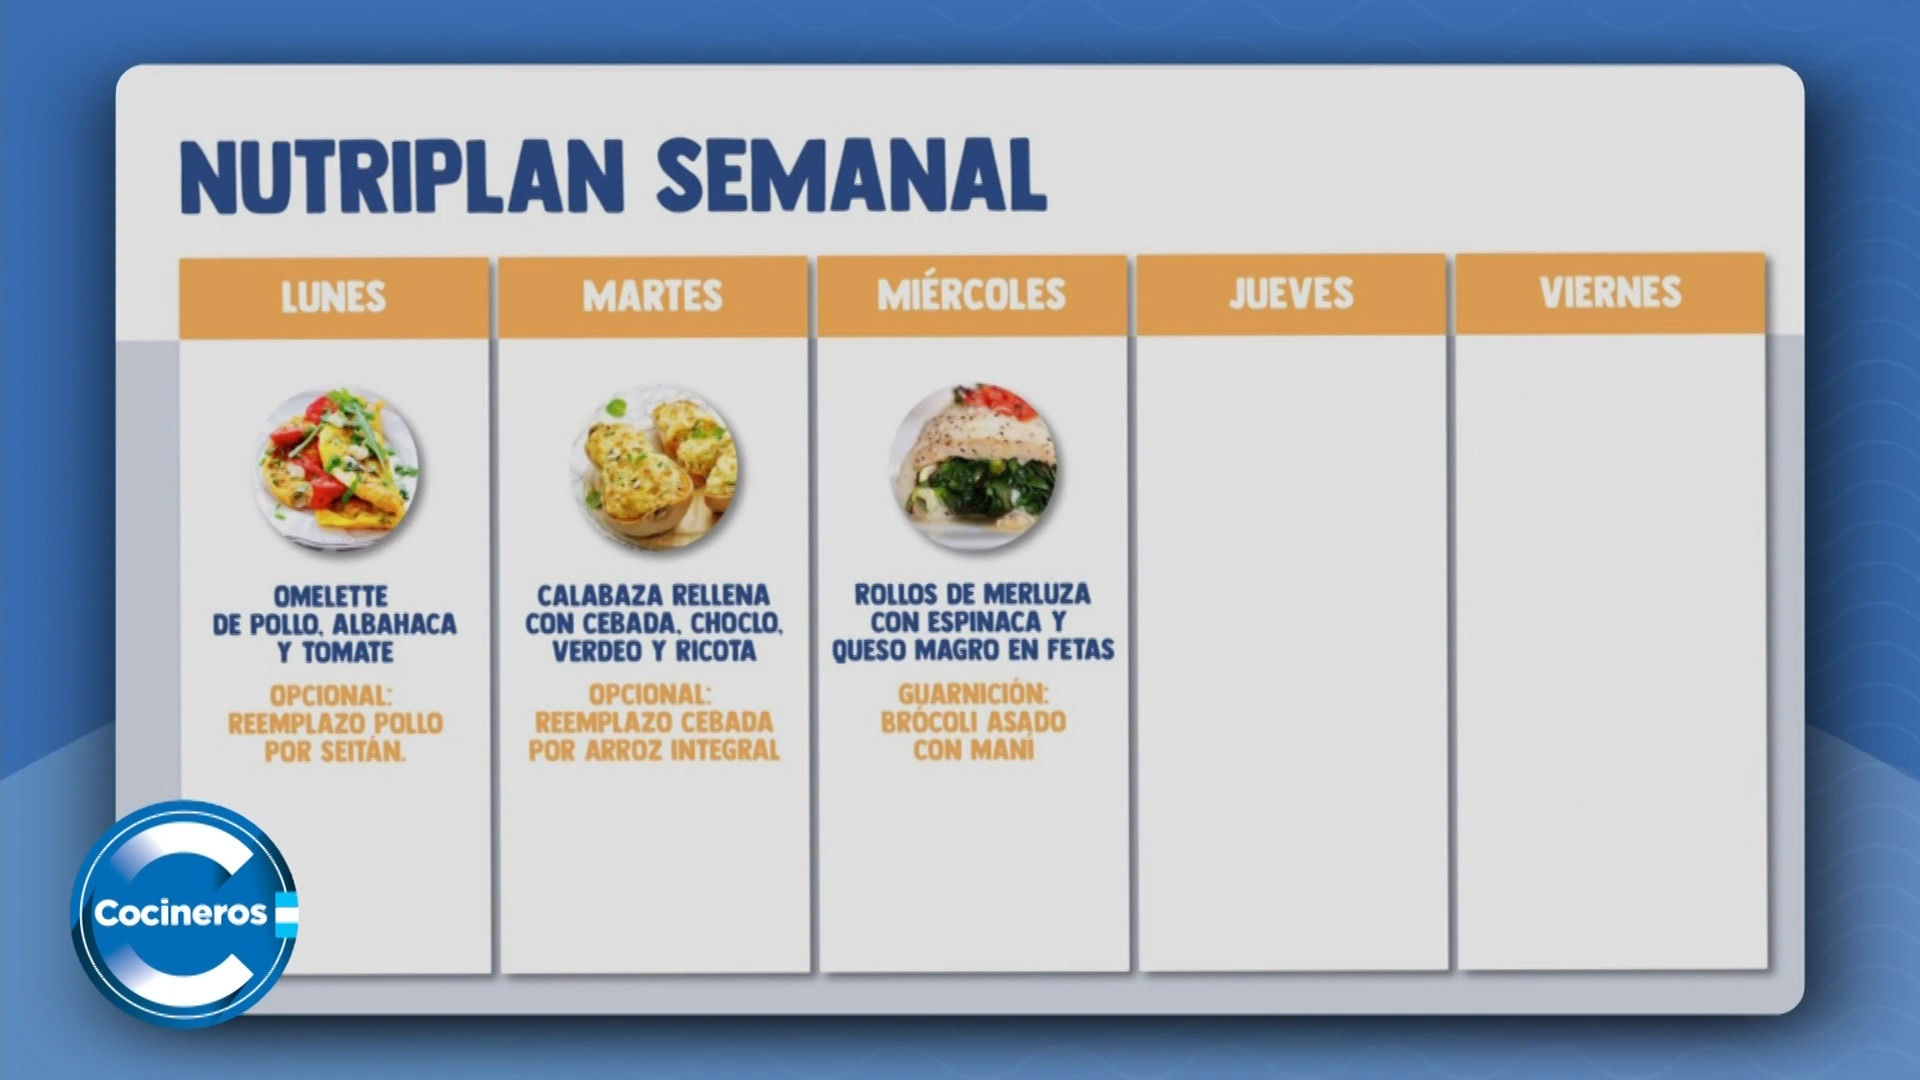 NUTRIPLAN SEMANAL
LUNES
MARTES
MIÉRCOLES
JUEVES
VIERNES
OMELETTE
DE POLLO, ALBAHACA
Y TOMATE
OPCIONAL:
REEMPLAZO POLLO
POR SEITÁN.
CALABAZA RELLENA
CON CEBADA, CHOCLO,
VERDEO Y RICOTA
OPCIONAL:
REEMPLAZO CEBADA
POR ARROZ INTEGRAL
ROLLOS DE MERLUZA
CON ESPINACA Y
QUESO MAGRO EN FETAS
GUARNICIÓN:
BRÓCOLI ASADO
CON MANÍ
Cocineros